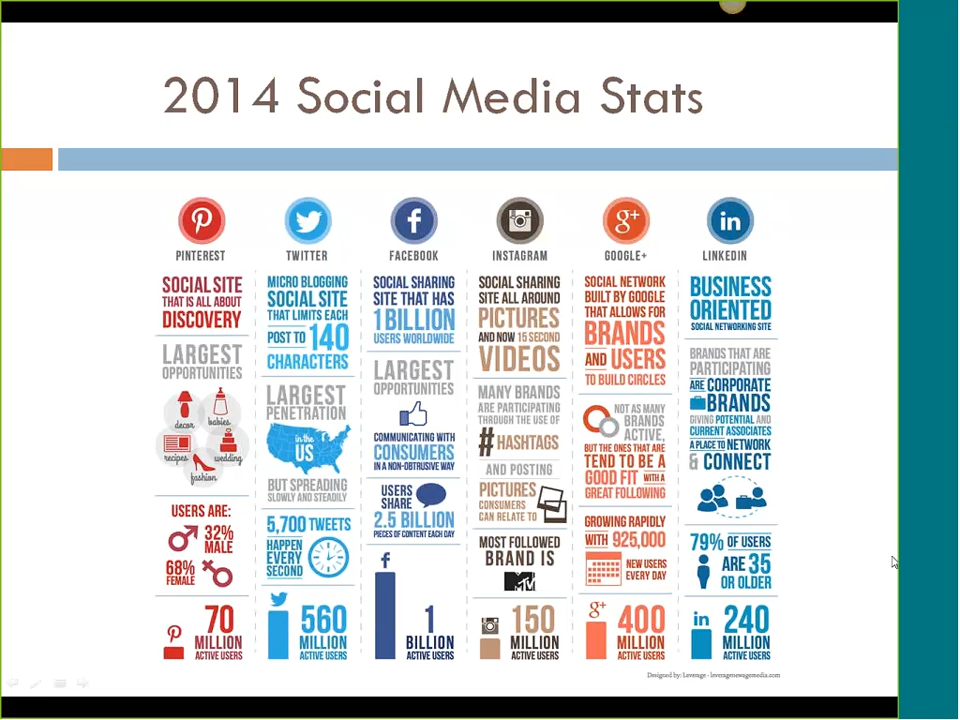 2014 Social Media Stats
PINTEREST
SOCIAL SITE
THAT IS ALL ABOUT
DISCOVERY
LARGEST
OPPORTUNITIES
decor
babies
recipes
wedding
fashion
USERS ARE:
32%
MALE
68%
FEMALE
70
MILLION
ACTIVE USERS
TWITTER
MICRO BLOGGING
SOCIAL SITE
THAT LIMITS EACH
POST TO 140
CHARACTERS
LARGEST
PENETRATION
in the
US
BUT SPREADING
SLOWLY AND STEADILY
5,700 TWEETS
HAPPEN
EVERY
SECOND
560
MILLION
ACTIVE USERS
f
FACEBOOK
SOCIAL SHARING
SITE THAT HAS
1 BILLION
USERS WORLDWIDE
LARGEST
OPPORTUNITIES
COMMUNICATING WITH
CONSUMERS
IN A NON-OBTRUSIVE WAY
USERS
SHARE
2.5 BILLION
PIECES OF CONTENT EACH DAY
f
1
BILLION
ACTIVE USERS
INSTAGRAM
SOCIAL SHARING
SITE ALL AROUND
PICTURES
AND NOW 15 SECOND
VIDEOS
MANY BRANDS
ARE PARTICIPATING
THROUGH THE USE OF
# HASHTAGS
AND POSTING
PICTURES
CONSUMERS
CAN RELATE TO
MOST FOLLOWED
BRAND IS
MTV
150
MILLION
ACTIVE USERS
g+
GOOGLE+
SOCIAL NETWORK
BUILT BY GOOGLE
THAT ALLOWS FOR
BRANDS
AND USERS
TO BUILD CIRCLES
NOT AS MANY
BRANDS
ACTIVE,
BUT THE ONES THAT ARE
TEND TO BE A
GOOD FIT WITH A
GREAT FOLLOWING
GROWING RAPIDLY
WITH 925,000
NEW USERS
EVERY DAY
g+
400
MILLION
ACTIVE USERS
in
LINKEDIN
BUSINESS
ORIENTED
SOCIAL NETWORKING SITE
BRANDS THAT ARE
PARTICIPATING
ARE CORPORATE
BRANDS
GIVING POTENTIAL AND
CURRENT ASSOCIATES
A PLACE TO NETWORK
& CONNECT
79% OF USERS
ARE 35
OR OLDER
in
240
MILLION
ACTIVE USERS
Designed by: Leverage - leveragenewagemedia.com